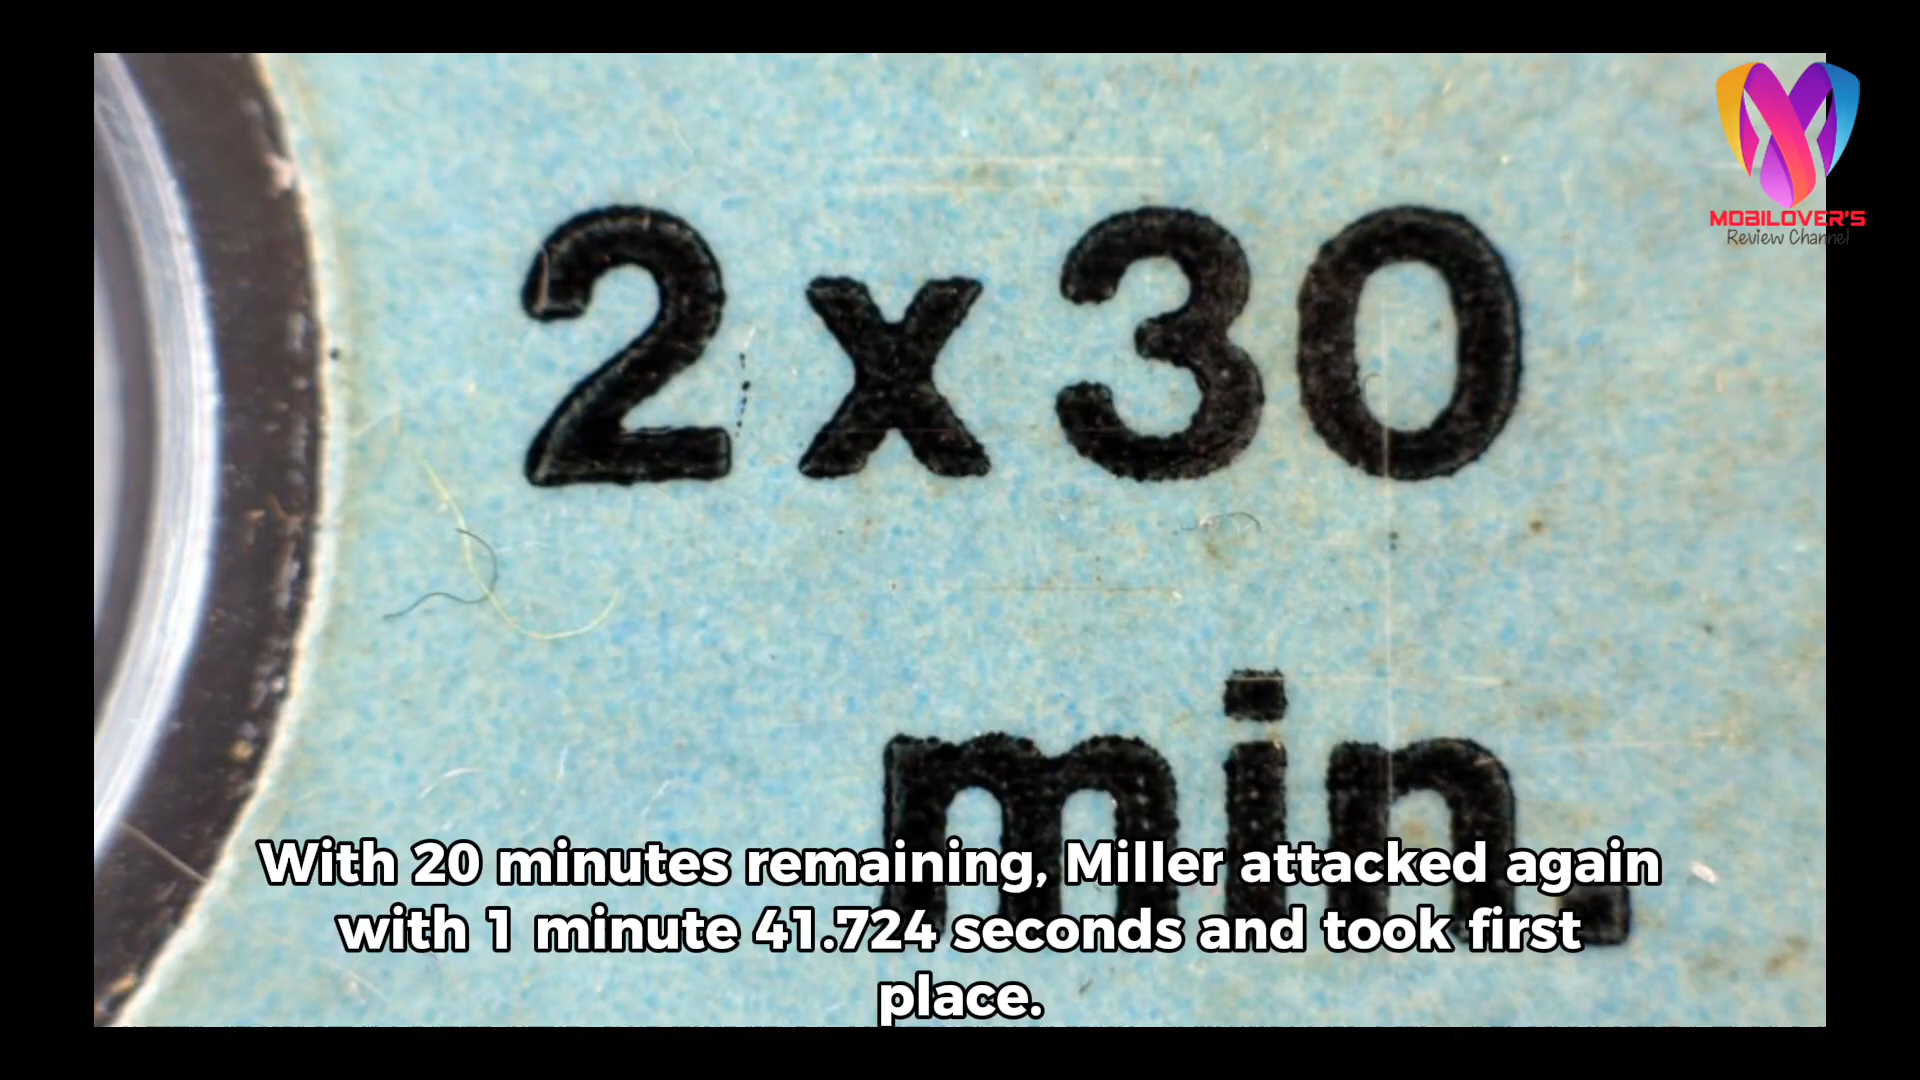 2x30
min.
MOBILOVER'S
Review Channel
With 20 minutes remaining, Miller attacked again
with 1 minute 41.724 seconds and took first
place.